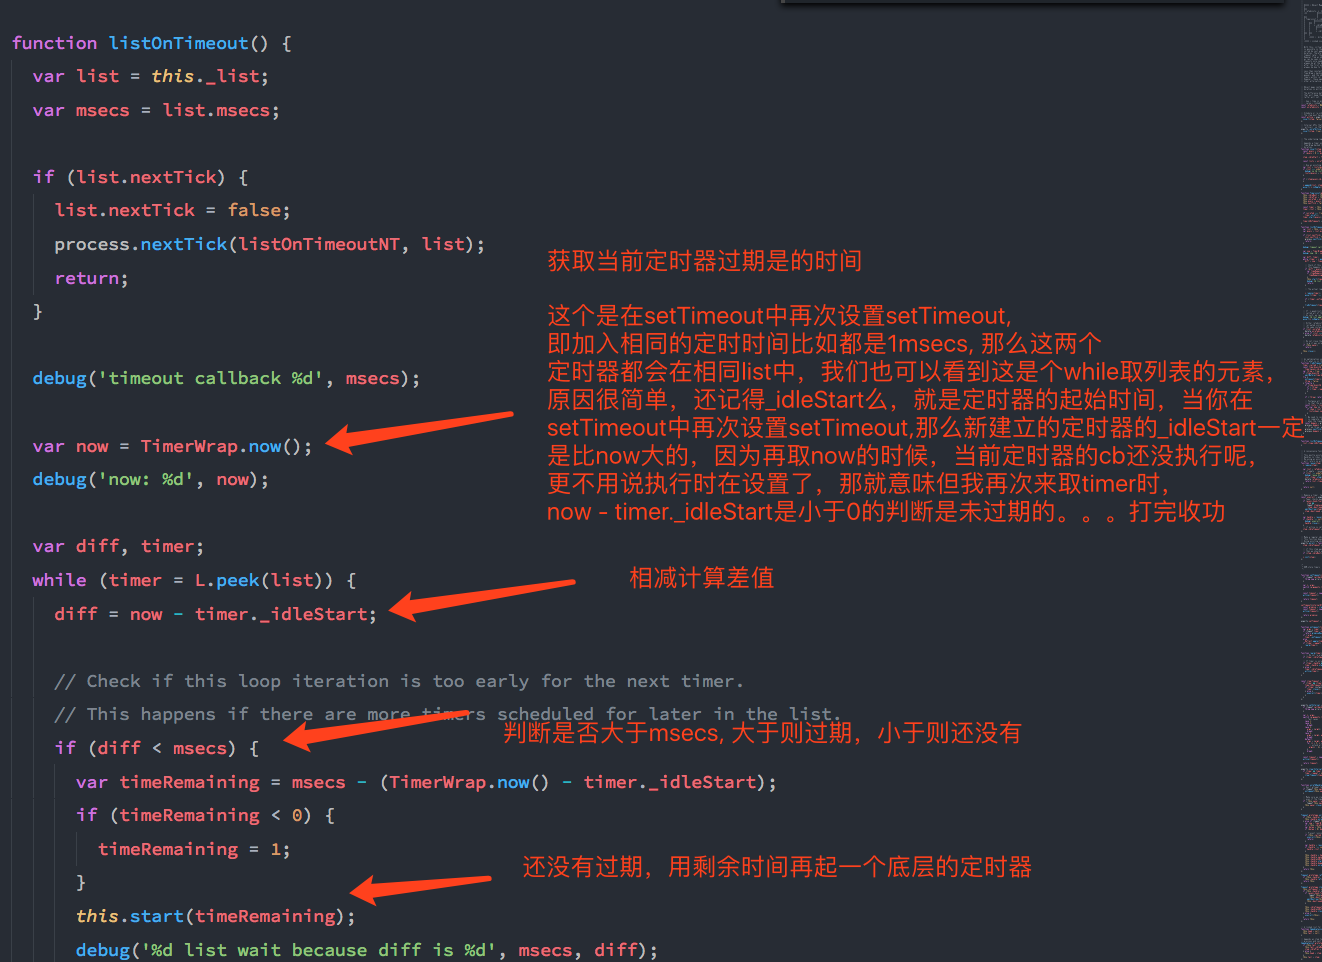 function listOnTimeout() {
var list = this._list;
var msecs = list.msecs;
if (list.nextTick) {
list.nextTick = false;
process.nextTick(listOnTimeoutNT, list);
return;
}
获取当前定时器过期是的时间
这个是在setTimeout中再次设置setTimeout,
即加入相同的定时时间比如都是1msecs, 那么这两个
定时器都会在相同list中，我们也可以看到这是个while取列表的元素，
原因很简单，还记得_idleStart么，就是定时器的起始时间，当你在
setTimeout中再次设置setTimeout,那么新建立的定时器的_idleStart一定
是比now大的，因为再取now的时候，当前定时器的cb还没执行呢，
更不用说执行时在设置了，那就意味但我再次来取timer时，
now - timer._idleStart是小于0的判断是未过期的。。。打完收功
debug('timeout callback %d', msecs);
var now = TimerWrap.now();
debug('now: %d', now);
var diff, timer;
while (timer = L.peek(list)) {
相减计算差值
diff = now - timer._idleStart;
// Check if this loop iteration is too early for the next timer.
// This happens if there are more timers scheduled for later in the list.
判断是否大于msecs, 大于则过期，小于则还没有
if (diff < msecs) {
var timeRemaining = msecs - (TimerWrap.now() - timer._idleStart);
if (timeRemaining < 0) {
timeRemaining = 1;
还没有过期，用剩余时间再起一个底层的定时器
}
this.start(timeRemaining);
debug('%d list wait because diff is %d', msecs, diff);